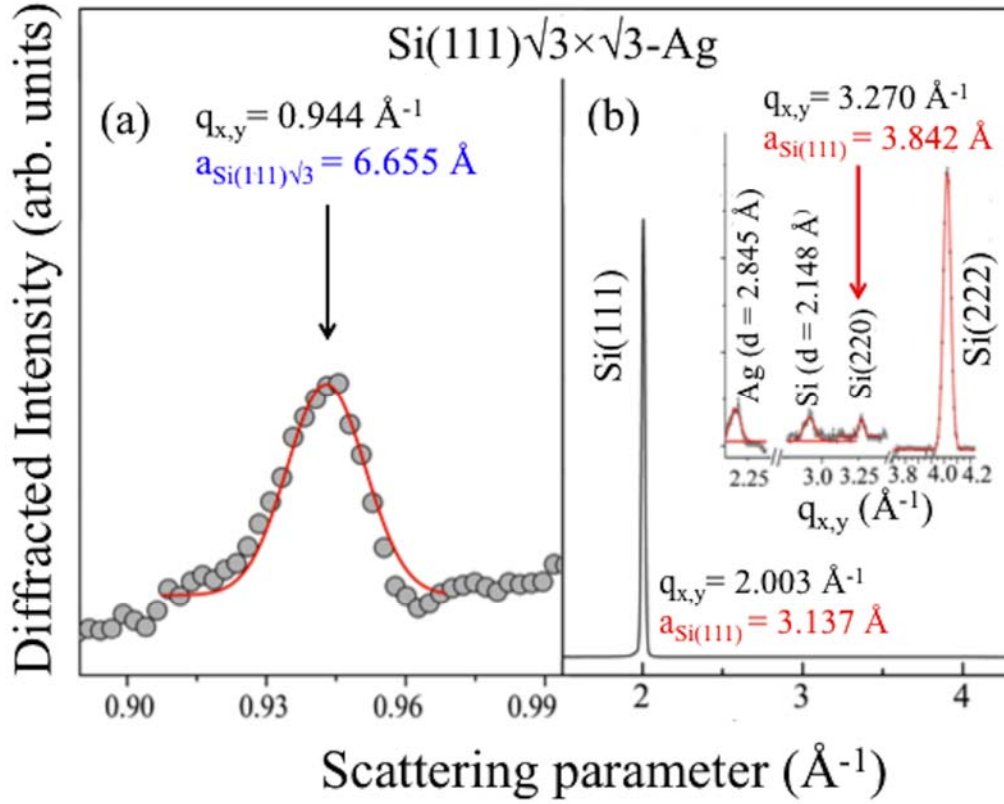 Si(111)√3×√3-Ag
Diffracted Intensity (arb. units)
(a)
q_x,y = 0.944 Å⁻¹
a_Si(111)√3 = 6.655 Å
0.90
0.93
0.96
0.99
(b)
q_x,y = 3.270 Å⁻¹
a_Si(111) = 3.842 Å
Si(111)
Ag (d = 2.845 Å)
Si (d = 2.148 Å)
Si(220)
Si(222)
2.25
3.0
3.25
3.8
4.0
4.2
q_x,y (Å⁻¹)
q_x,y = 2.003 Å⁻¹
a_Si(111) = 3.137 Å
2
3
4
Scattering parameter (Å⁻¹)